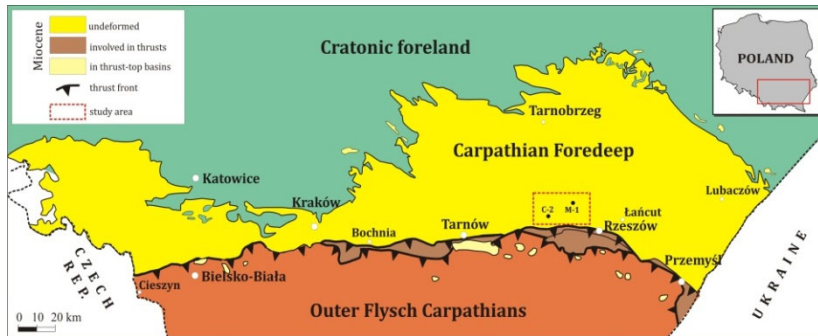 Miocene
undeformed
involved in thrusts
in thrust-top basins
thrust front
study area
Cratonic foreland
POLAND
Tarnobrzeg
Carpathian Foredeep
Katowice
Lubaczów
Kraków
C-2
M-1
Łańcut
Bochnia
Tarnów
Rzeszów
Przemyśl
CZECH
REP.
Cieszyn
Bielsko-Biała
UKRAINE
Outer Flysch Carpathians
0 10 20 km